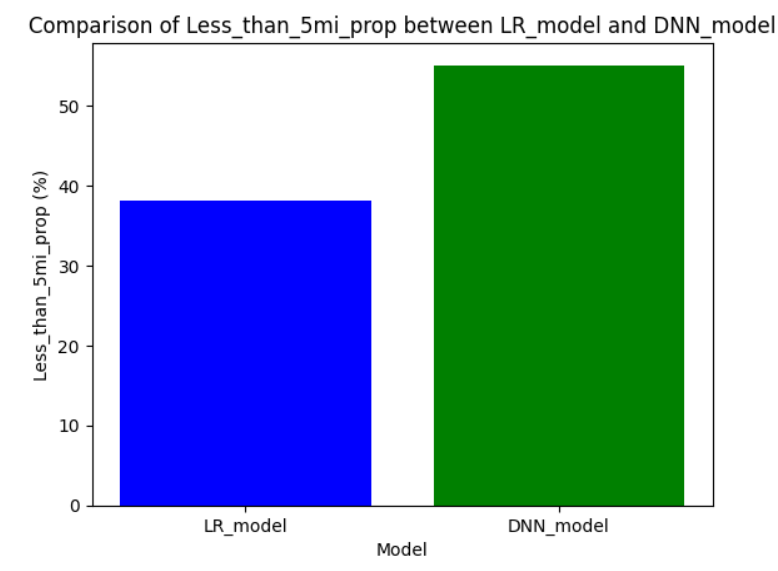 Comparison of Less_than_5mi_prop between LR_model and DNN_model
Less_than_5mi_prop (%)
50
40
30
20
10
0
LR_model
DNN_model
Model